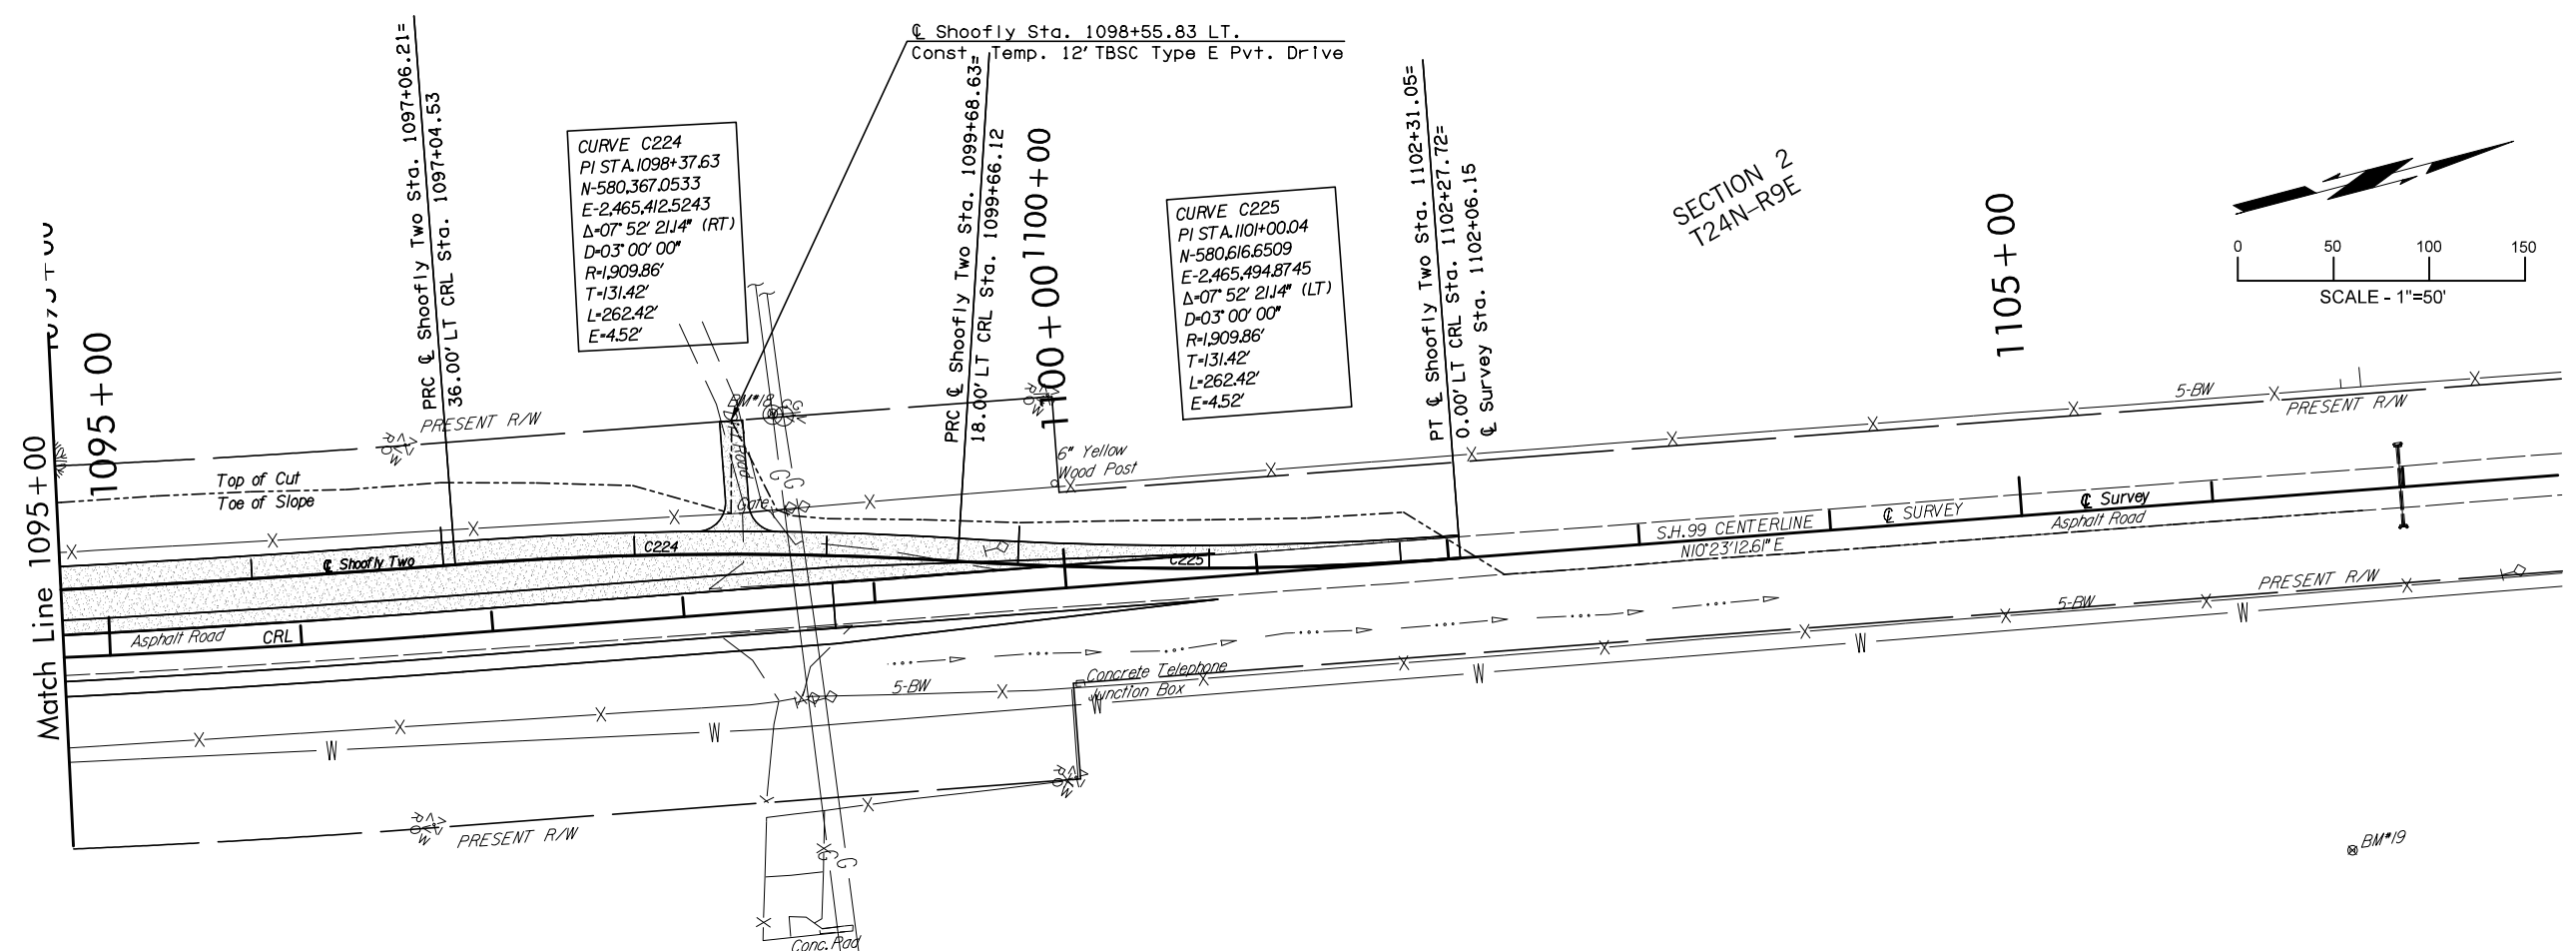 ℄ Shoofly Sta. 1098+55.83 LT.
Const. Temp. 12' TBSC Type E Pvt. Drive
PRC ℄ Shoofly Two Sta. 1097+06.21=
36.00' LT CRL Sta. 1097+04.53
CURVE C224
PI STA.1098+37.63
N-580,367.0533
E-2,465,412.5243
Δ=07° 52' 21.14" (RT)
D=03° 00' 00"
R=1,909.86'
T=131.42'
L=262.42'
E=4.52'
PRC ℄ Shoofly Two Sta. 1099+68.63=
18.00' LT CRL Sta. 1099+66.12
1100+00
1100+00
CURVE C225
PI STA.1101+00.04
N-580,616.6509
E-2,465,494.8745
Δ=07° 52' 21.14" (LT)
D=03° 00' 00"
R=1,909.86'
T=131.42'
L=262.42'
E=4.52'
PT ℄ Shoofly Two Sta. 1102+31.05=
0.00' LT CRL Sta. 1102+27.72=
℄ Survey Sta. 1102+06.15
SECTION 2
T24N-R9E
1105+00
0 50 100 150
SCALE - 1"=50'
1095+00
1095+00
Match Line 1095+00
PRESENT R/W
Top of Cut
Toe of Slope
BM#18
Gate
6" Yellow
Wood Post
5-BW
PRESENT R/W
℄ Shoofly Two
C224
C225
S.H.99 CENTERLINE
N10°23'12.61" E
℄ SURVEY
℄ Survey
Asphalt Road
Asphalt Road
CRL
5-BW
Concrete Telephone
Junction Box
5-BW
PRESENT R/W
W
W
W
W
W
W
G
G
G
G
PRESENT R/W
BM#19